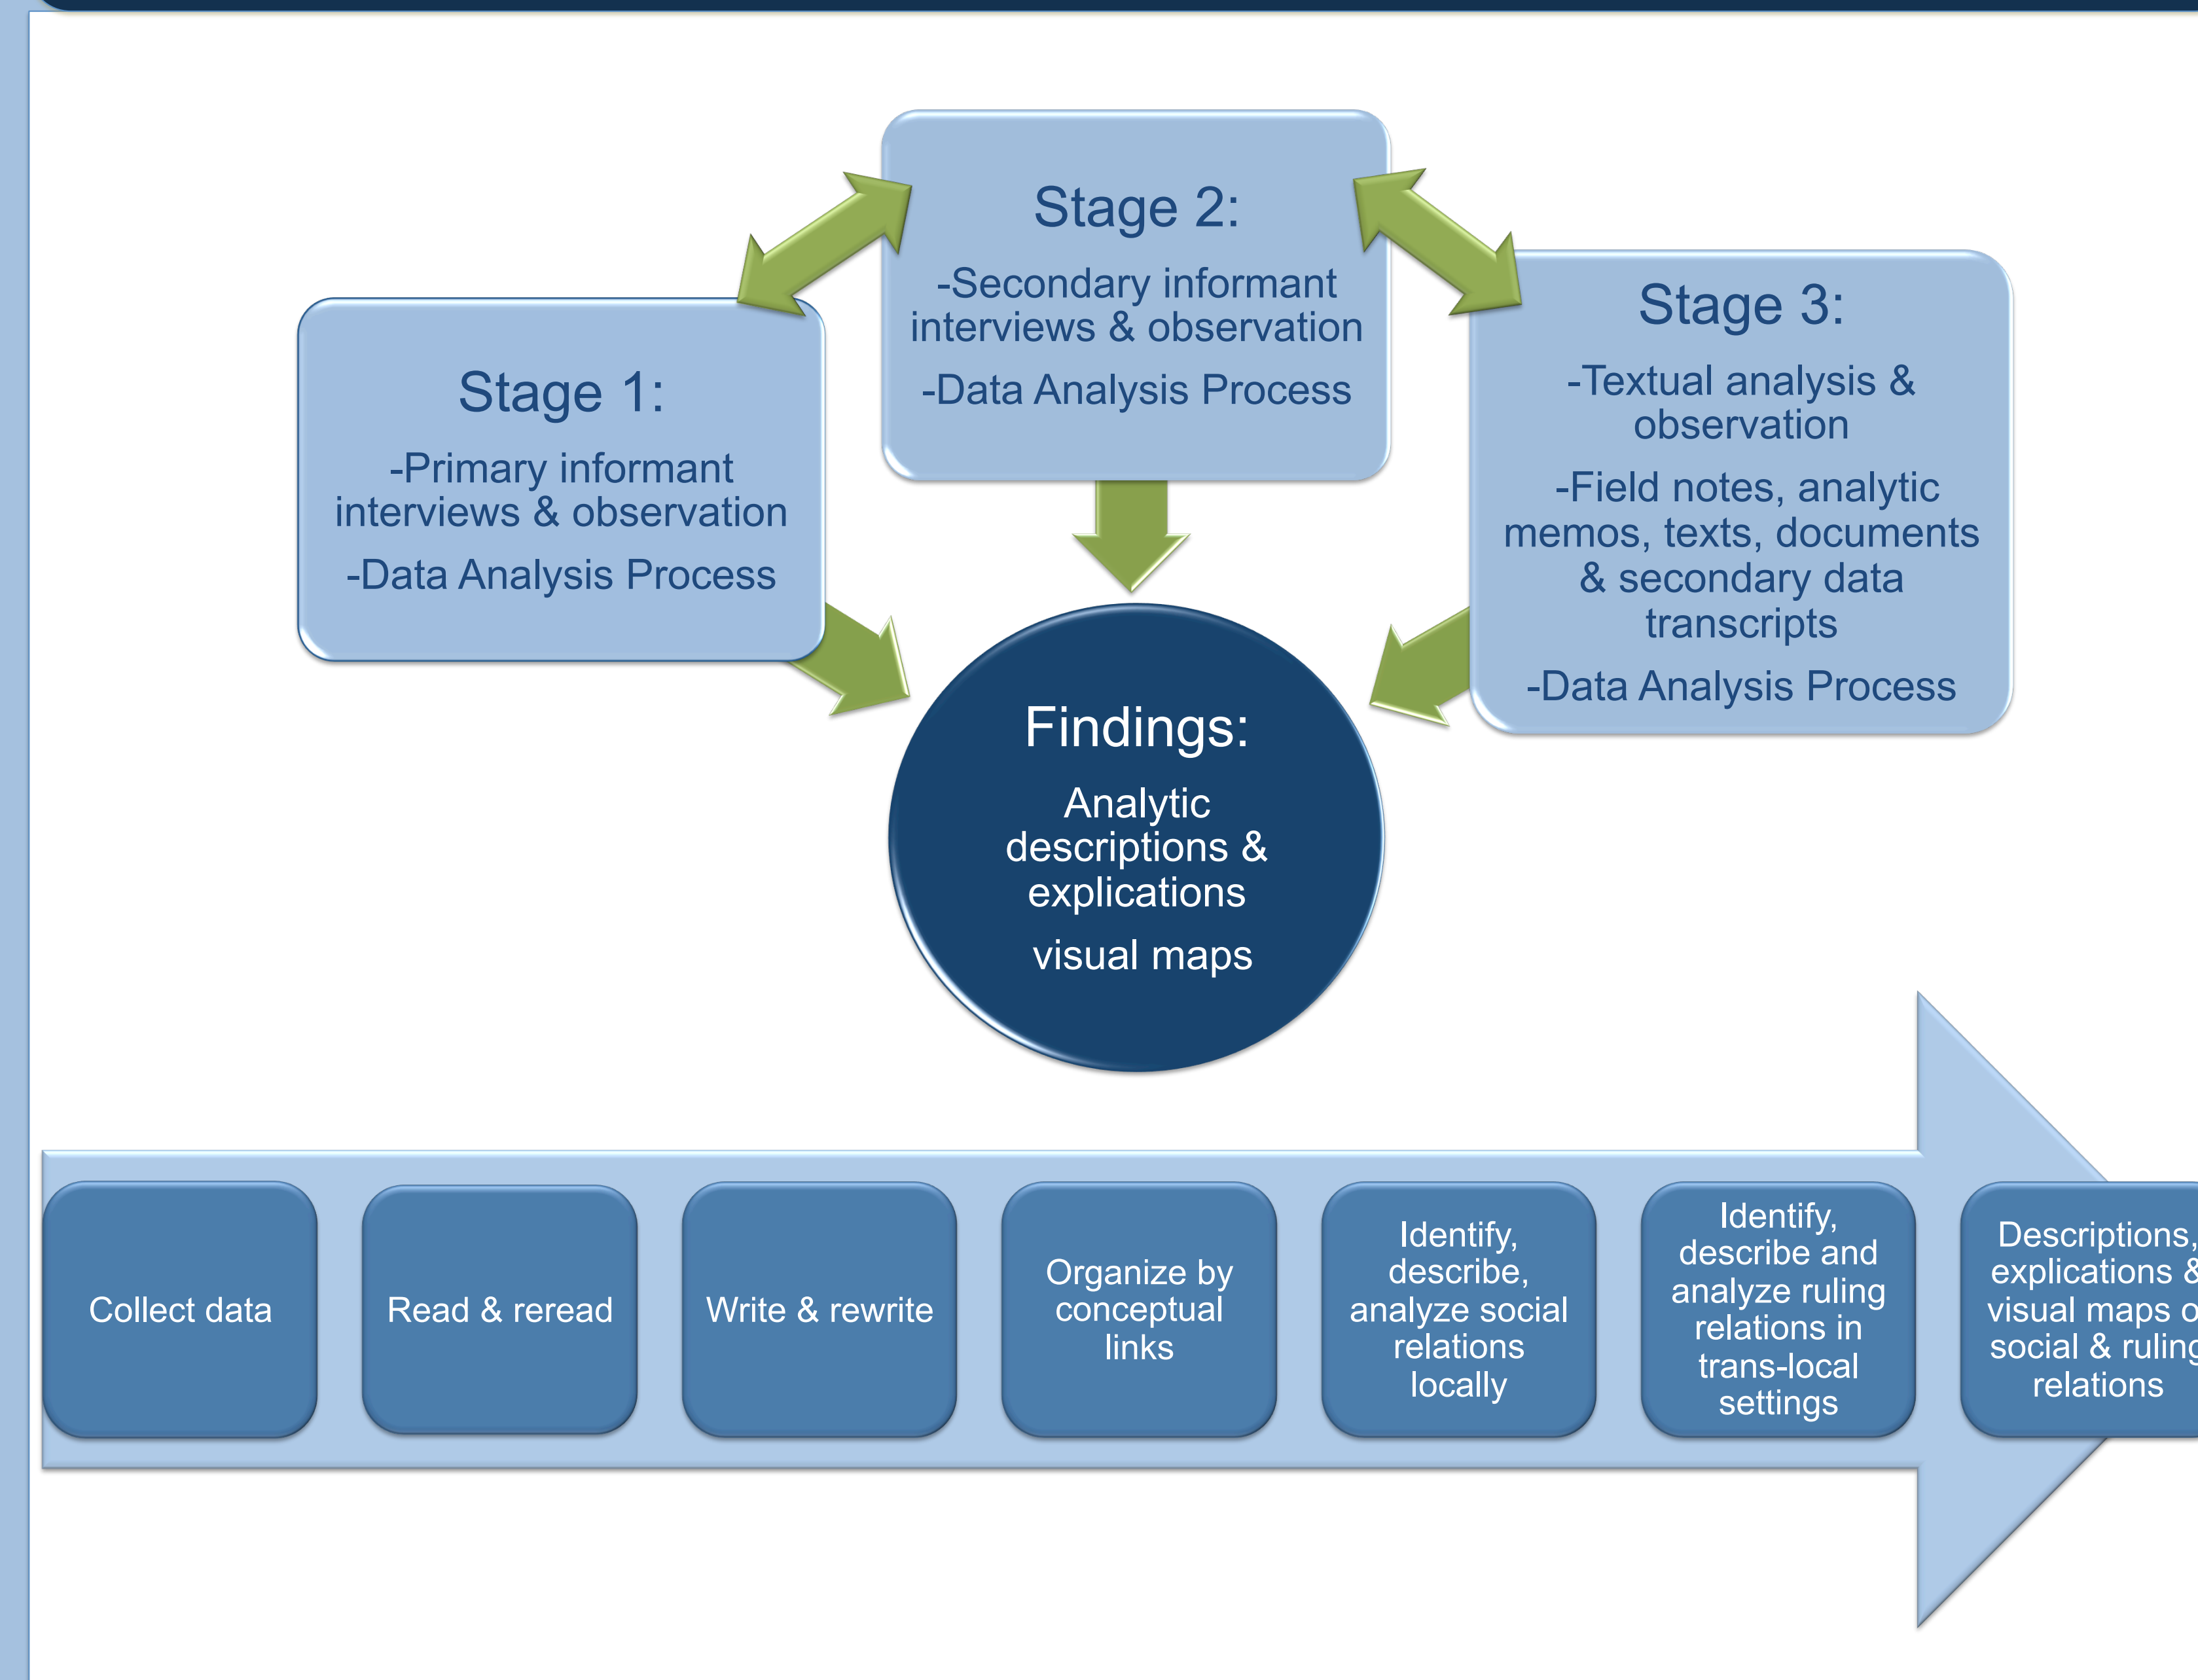 Stage 2:
-Secondary informant
interviews & observation
-Data Analysis Process
Stage 1:
-Primary informant
interviews & observation
-Data Analysis Process
Stage 3:
-Textual analysis &
observation
-Field notes, analytic
memos, texts, documents
& secondary data
transcripts
-Data Analysis Process
Findings:
Analytic
descriptions &
explications
visual maps
Collect data
Read & reread
Write & rewrite
Organize by
conceptual
links
Identify,
describe,
analyze social
relations
locally
Identify,
describe and
analyze ruling
relations in
trans-local
settings
Descriptions,
explications &
visual maps
social & ruling
relations